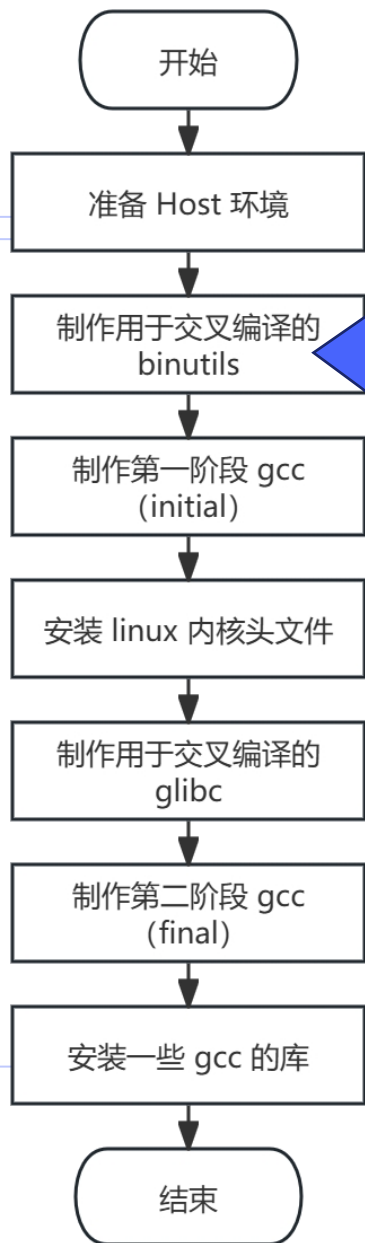 开始
准备 Host 环境
制作用于交叉编译的
binutils
制作第一阶段 gcc
（initial）
安装 linux 内核头文件
制作用于交叉编译的
glibc
制作第二阶段 gcc
（final）
安装一些 gcc 的库
结束